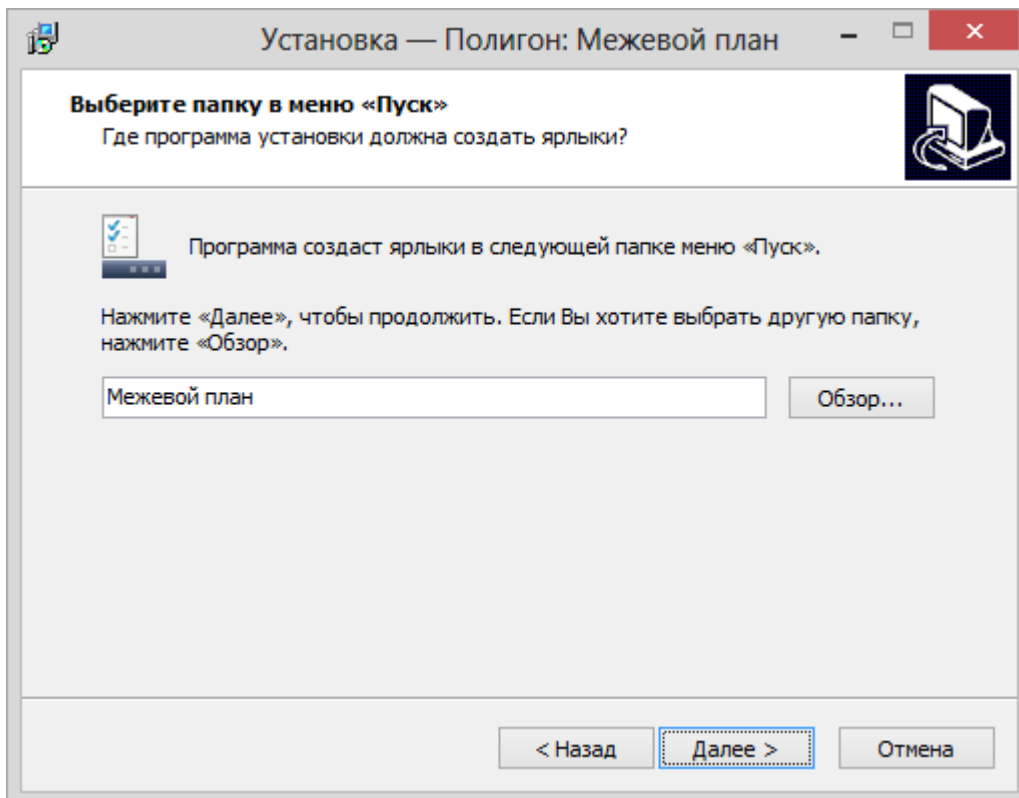 Установка — Полигон: Межевой план
Выберите папку в меню «Пуск»
Где программа установки должна создать ярлыки?
Программа создаст ярлыки в следующей папке меню «Пуск».
Нажмите «Далее», чтобы продолжить. Если Вы хотите выбрать другую папку,
нажмите «Обзор».
Межевой план
Обзор...
< Назад
Далее >
Отмена